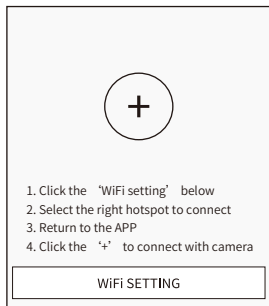 +
1. Click the ‘WiFi setting’ below
2. Select the right hotspot to connect
3. Return to the APP
4. Click the ‘+’ to connect with camera
WiFi SETTING